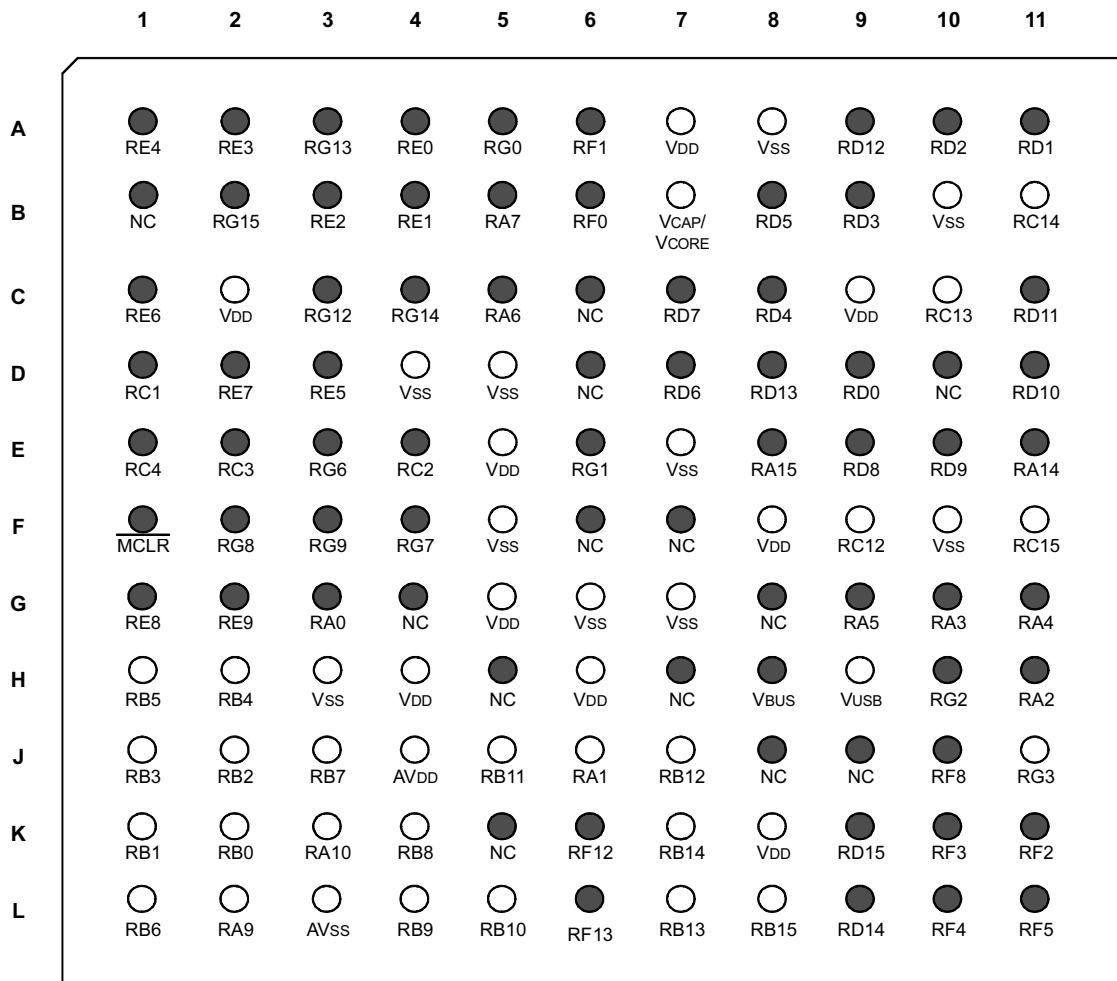 1 2 3 4 5 6 7 8 9 10 11
A
RE4 RE3 RG13 RE0 RG0 RF1 VDD VSS RD12 RD2 RD1
B
NC RG15 RE2 RE1 RA7 RF0 VCAP/ RD5 RD3 VSS RC14
VCORE
C
RE6 VDD RG12 RG14 RA6 NC RD7 RD4 VDD RC13 RD11
D
RC1 RE7 RE5 VSS VSS NC RD6 RD13 RD0 NC RD10
E
RC4 RC3 RG6 RC2 VDD RG1 VSS RA15 RD8 RD9 RA14
F
MCLR RG8 RG9 RG7 VSS NC NC VDD RC12 VSS RC15
G
RE8 RE9 RA0 NC VDD VSS VSS NC RA5 RA3 RA4
H
RB5 RB4 VSS VDD NC VDD NC VBUS VUSB RG2 RA2
J
RB3 RB2 RB7 AVDD RB11 RA1 RB12 NC NC RF8 RG3
K
RB1 RB0 RA10 RB8 NC RF12 RB14 VDD RD15 RF3 RF2
L
RB6 RA9 AVSS RB9 RB10 RF13 RB13 RB15 RD14 RF4 RF5